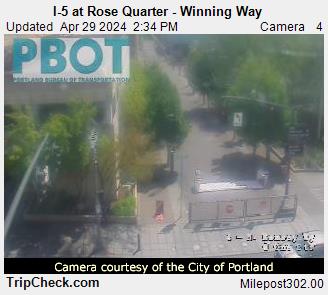 I-5 at Rose Quarter - Winning Way
Updated Apr 29 2024 2:34 PM Camera 4
PBOT
PORTLAND BUREAU OF TRANSPORTATION
Camera courtesy of the City of Portland
TripCheck.com Milepost302.00